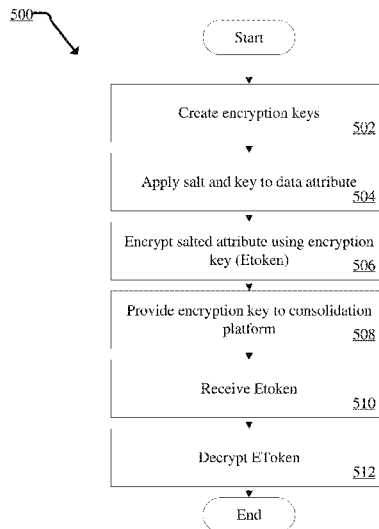 500
Start
Create encryption keys
502
Apply salt and key to data attribute
504
Encrypt salted attribute using encryption
key (Etoken)
506
Provide encryption key to consolidation
platform
508
Receive Etoken
510
Decrypt EToken
512
End